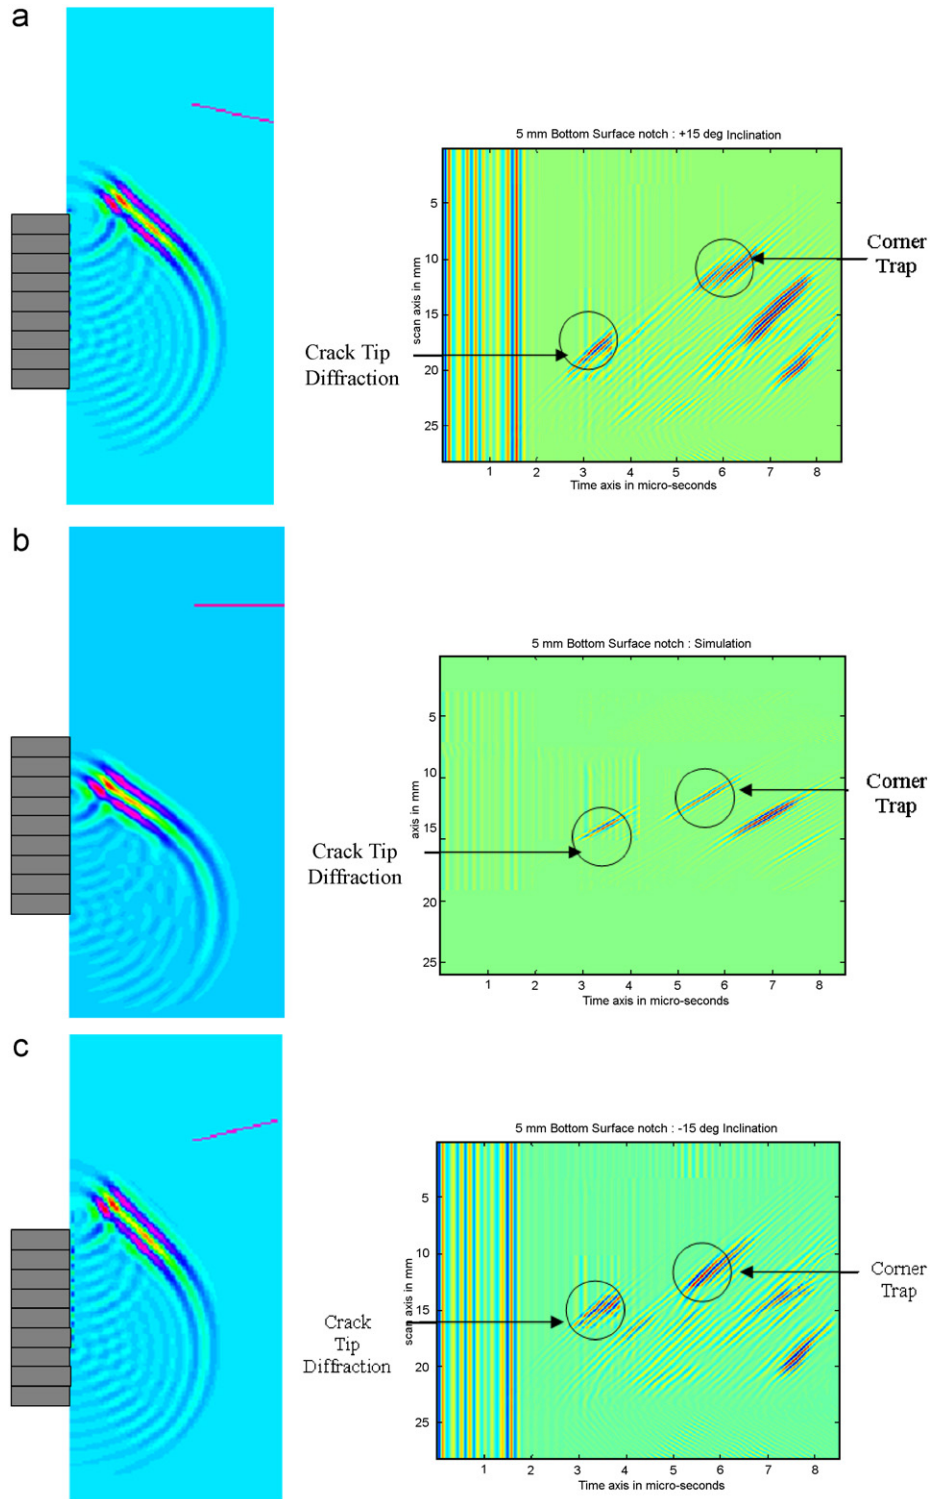 a
5 mm Bottom Surface notch : +15 deg Inclination
5
10
15
20
25
scan axis in mm
1 2 3 4 5 6 7 8
Time axis in micro-seconds
Crack Tip
Diffraction
Corner
Trap
b
5 mm Bottom Surface notch : Simulation
5
10
15
20
25
axis in mm
1 2 3 4 5 6 7 8
Time axis in micro-seconds
Crack Tip
Diffraction
Corner
Trap
c
5 mm Bottom Surface notch : -15 deg Inclination
5
10
15
20
25
scan axis in mm
1 2 3 4 5 6 7 8
Time axis in micro-seconds
Crack
Tip
Diffraction
Corner
Trap